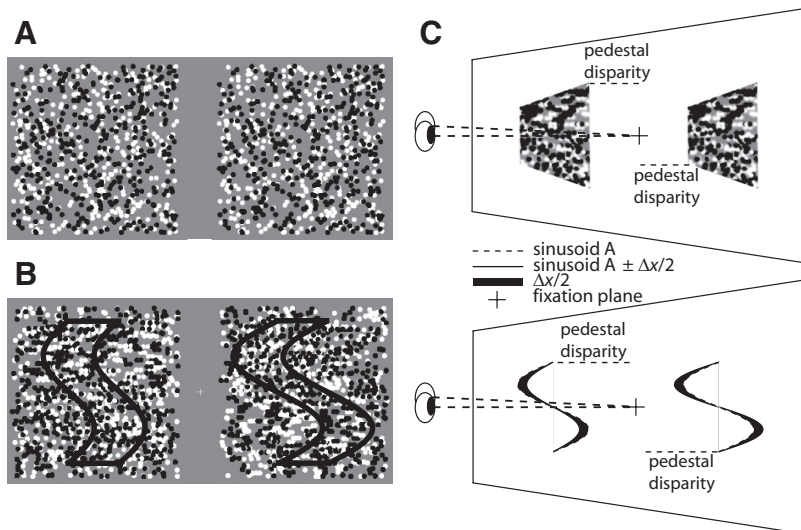 A
C
pedestal
disparity
pedestal
disparity
sinusoid A
sinusoid A ± Δx/2
Δx/2
fixation plane
B
pedestal
disparity
pedestal
disparity